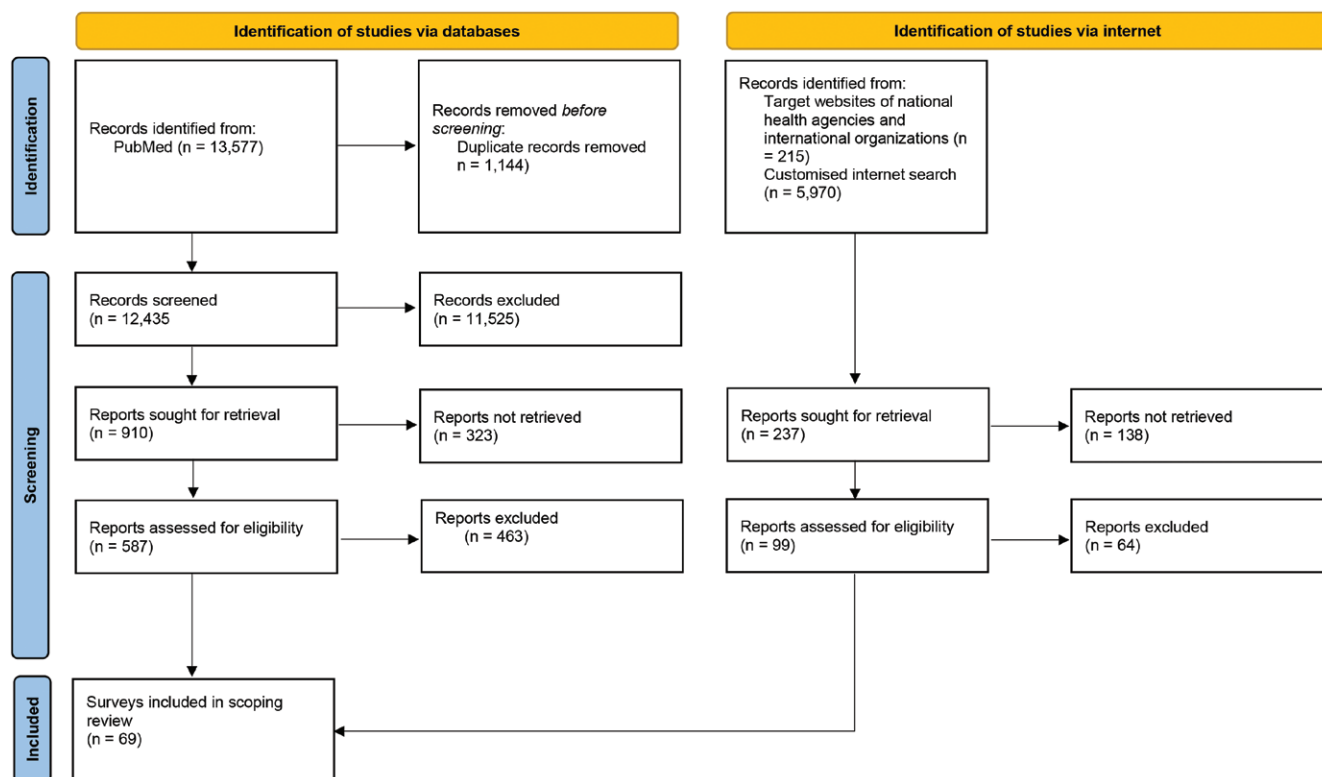 Identification of studies via databases
Identification of studies via internet
Identification
Records identified from:
PubMed (n = 13,577)
Records removed before
screening:
Duplicate records removed
n = 1,144)
Records identified from:
Target websites of national
health agencies and
international organizations (n
= 215)
Customised internet search
(n = 5,970)
Screening
Records screened
(n = 12,435
Records excluded
(n = 11,525)
Reports sought for retrieval
(n = 910)
Reports not retrieved
(n = 323)
Reports sought for retrieval
(n = 237)
Reports not retrieved
(n = 138)
Reports assessed for eligibility
(n = 587)
Reports excluded
(n = 463)
Reports assessed for eligibility
(n = 99)
Reports excluded
(n = 64)
Included
Surveys included in scoping
review
(n = 69)